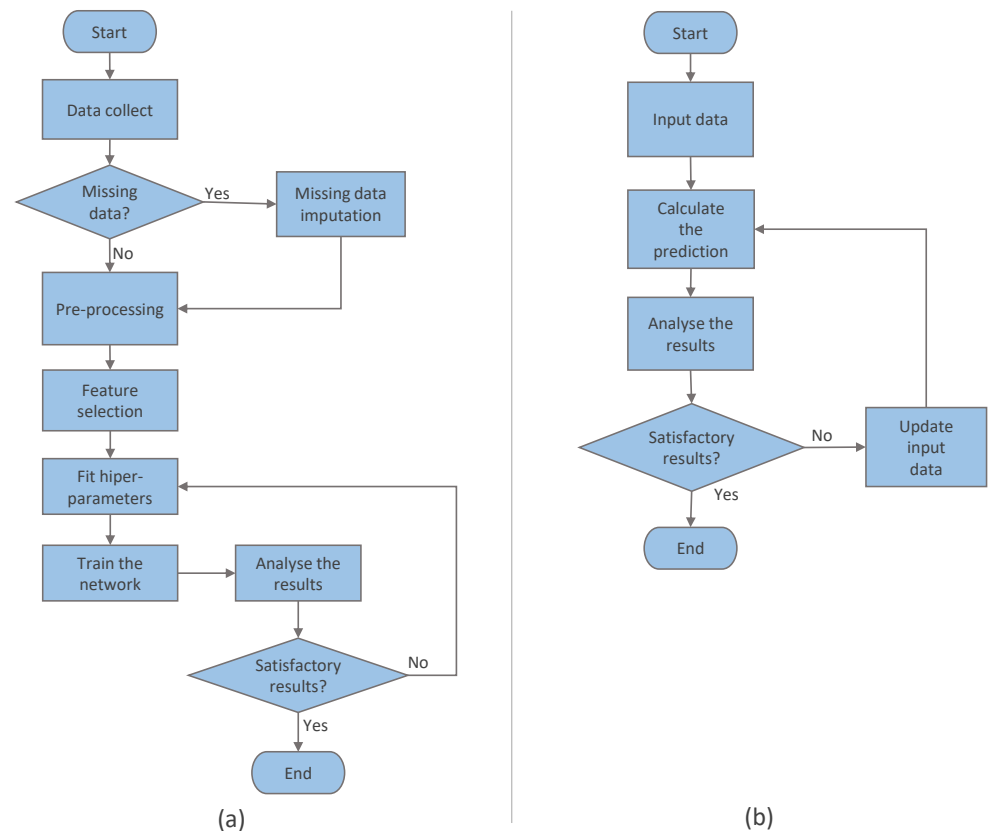 Start
Data collect
Missing
data?
Yes
Missing data
imputation
No
Pre-processing
Feature
selection
Fit hiper-
parameters
Train the
network
Analyse the
results
Satisfactory
results?
No
Yes
End
(a)
Start
Input data
Calculate
the
prediction
Analyse the
results
Satisfactory
results?
No
Update
input
data
Yes
End
(b)